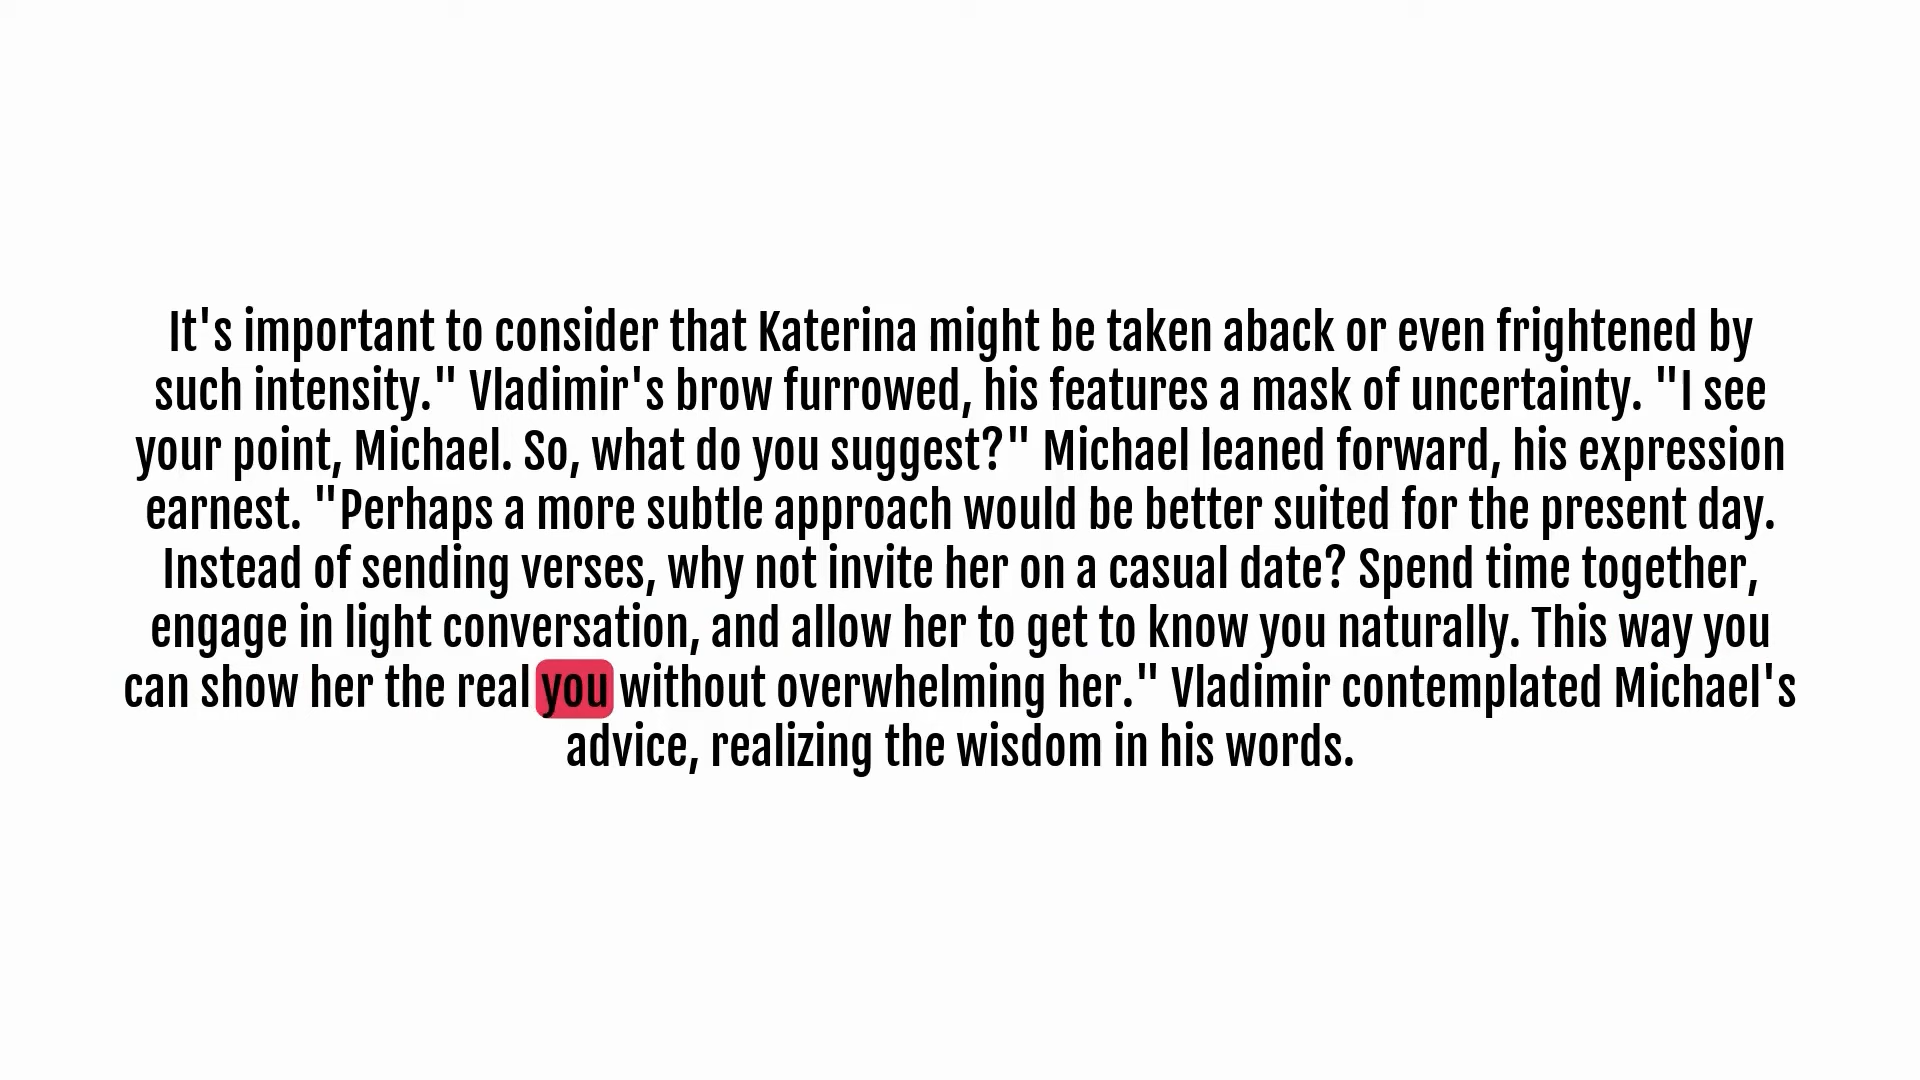 It's important to consider that Katerina might be taken aback or even frightened by
such intensity." Vladimir's brow furrowed, his features a mask of uncertainty. "I see
your point, Michael. So, what do you suggest?" Michael leaned forward, his expression
earnest. "Perhaps a more subtle approach would be better suited for the present day.
Instead of sending verses, why not invite her on a casual date? Spend time together,
engage in light conversation, and allow her to get to know you naturally. This way you
can show her the real you without overwhelming her." Vladimir contemplated Michael's
advice, realizing the wisdom in his words.